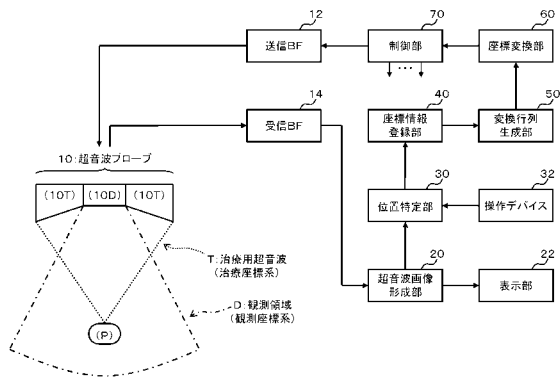 12
送信BF
70
制御部
60
座標変換部
14
受信BF
40
座標情報
登録部
50
変換行列
生成部
10:超音波プローブ
(10T)
(10D)
(10T)
30
位置特定部
32
操作デバイス
T:治療用超音波
(治療座標系)
20
超音波画像
形成部
22
表示部
D:観測領域
(観測座標系)
(P)